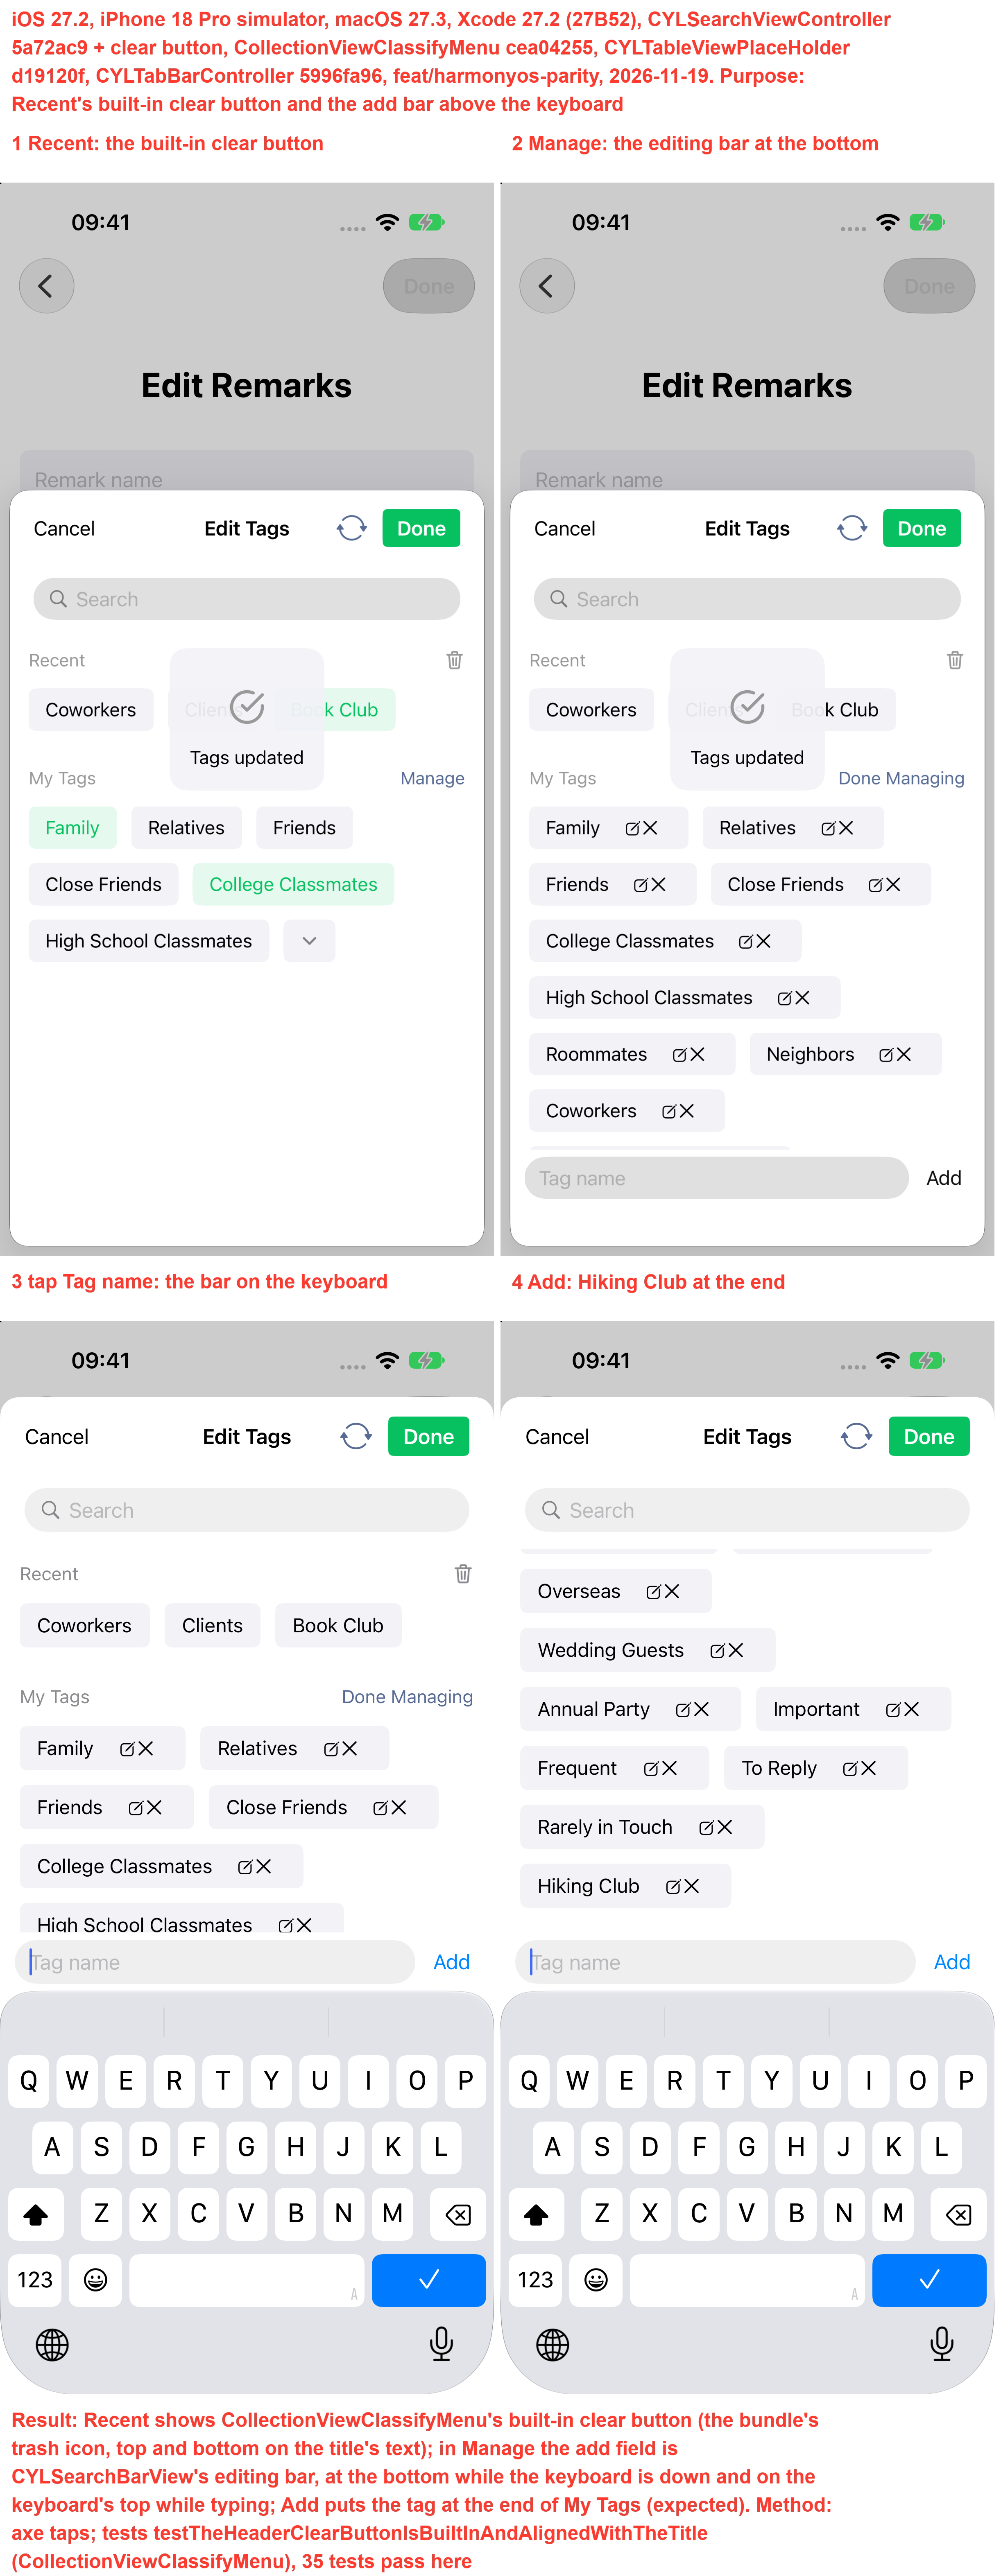 iOS 27.2, iPhone 18 Pro simulator, macOS 27.3, Xcode 27.2 (27B52), CYLSearchViewController
5a72ac9 + clear button, CollectionViewClassifyMenu cea04255, CYLTableViewPlaceHolder
d19120f, CYLTabBarController 5996fa96, feat/harmonyos-parity, 2026-11-19. Purpose:
Recent's built-in clear button and the add bar above the keyboard
1 Recent: the built-in clear button
09:41
Done
Edit Remarks
Remark name
Cancel
Edit Tags
Done
Search
Recent
Coworkers
Clients
Book Club
Tags updated
My Tags
Manage
Family
Relatives
Friends
Close Friends
College Classmates
High School Classmates
2 Manage: the editing bar at the bottom
09:41
Done
Edit Remarks
Remark name
Cancel
Edit Tags
Done
Search
Recent
Coworkers
Clients
Book Club
Tags updated
My Tags
Done Managing
Family
Relatives
Friends
Close Friends
College Classmates
High School Classmates
Roommates
Neighbors
Coworkers
Tag name
Add
3 tap Tag name: the bar on the keyboard
09:41
Cancel
Edit Tags
Done
Search
Recent
Coworkers
Clients
Book Club
My Tags
Done Managing
Family
Relatives
Friends
Close Friends
College Classmates
High School Classmates
Tag name
Add
Q W E R T Y U I O P
A S D F G H J K L
Z X C V B N M
123
A
4 Add: Hiking Club at the end
09:41
Cancel
Edit Tags
Done
Search
Overseas
Wedding Guests
Annual Party
Important
Frequent
To Reply
Rarely in Touch
Hiking Club
Tag name
Add
Q W E R T Y U I O P
A S D F G H J K L
Z X C V B N M
123
A
Result: Recent shows CollectionViewClassifyMenu's built-in clear button (the bundle's
trash icon, top and bottom on the title's text); in Manage the add field is
CYLSearchBarView's editing bar, at the bottom while the keyboard is down and on the
keyboard's top while typing; Add puts the tag at the end of My Tags (expected). Method:
axe taps; tests testTheHeaderClearButtonIsBuiltInAndAlignedWithTheTitle
(CollectionViewClassifyMenu), 35 tests pass here